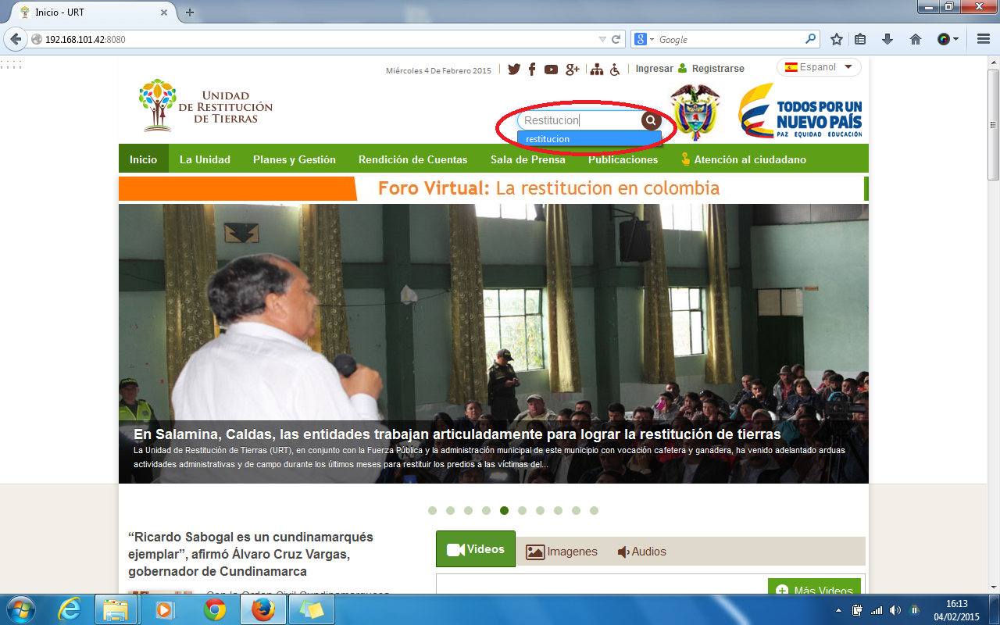 Inicio - URT
192.168.101.42:8080
Google
Miércoles 4 De Febrero 2015
Ingresar
Registrarse
Espanol
UNIDAD
DE RESTITUCIÓN
DE TIERRAS
Restitucion
restitucion
TODOS POR UN
NUEVO PAÍS
PAZ EQUIDAD EDUCACIÓN
Inicio La Unidad Planes y Gestión Rendición de Cuentas Sala de Prensa Publicaciones Atención al ciudadano
Foro Virtual: La restitucion en colombia
En Salamina, Caldas, las entidades trabajan articuladamente para lograr la restitución de tierras
La Unidad de Restitución de Tierras (URT), en conjunto con la Fuerza Pública y la administración municipal de este municipio con vocación cafetera y ganadera, ha venido adelantado arduas
actividades administrativas y de campo durante los últimos meses para restituir los predios a las víctimas del...
“Ricardo Sabogal es un cundinamarqués
ejemplar”, afirmó Álvaro Cruz Vargas,
gobernador de Cundinamarca
Videos Imagenes Audios
Más Videos
16:13
04/02/2015